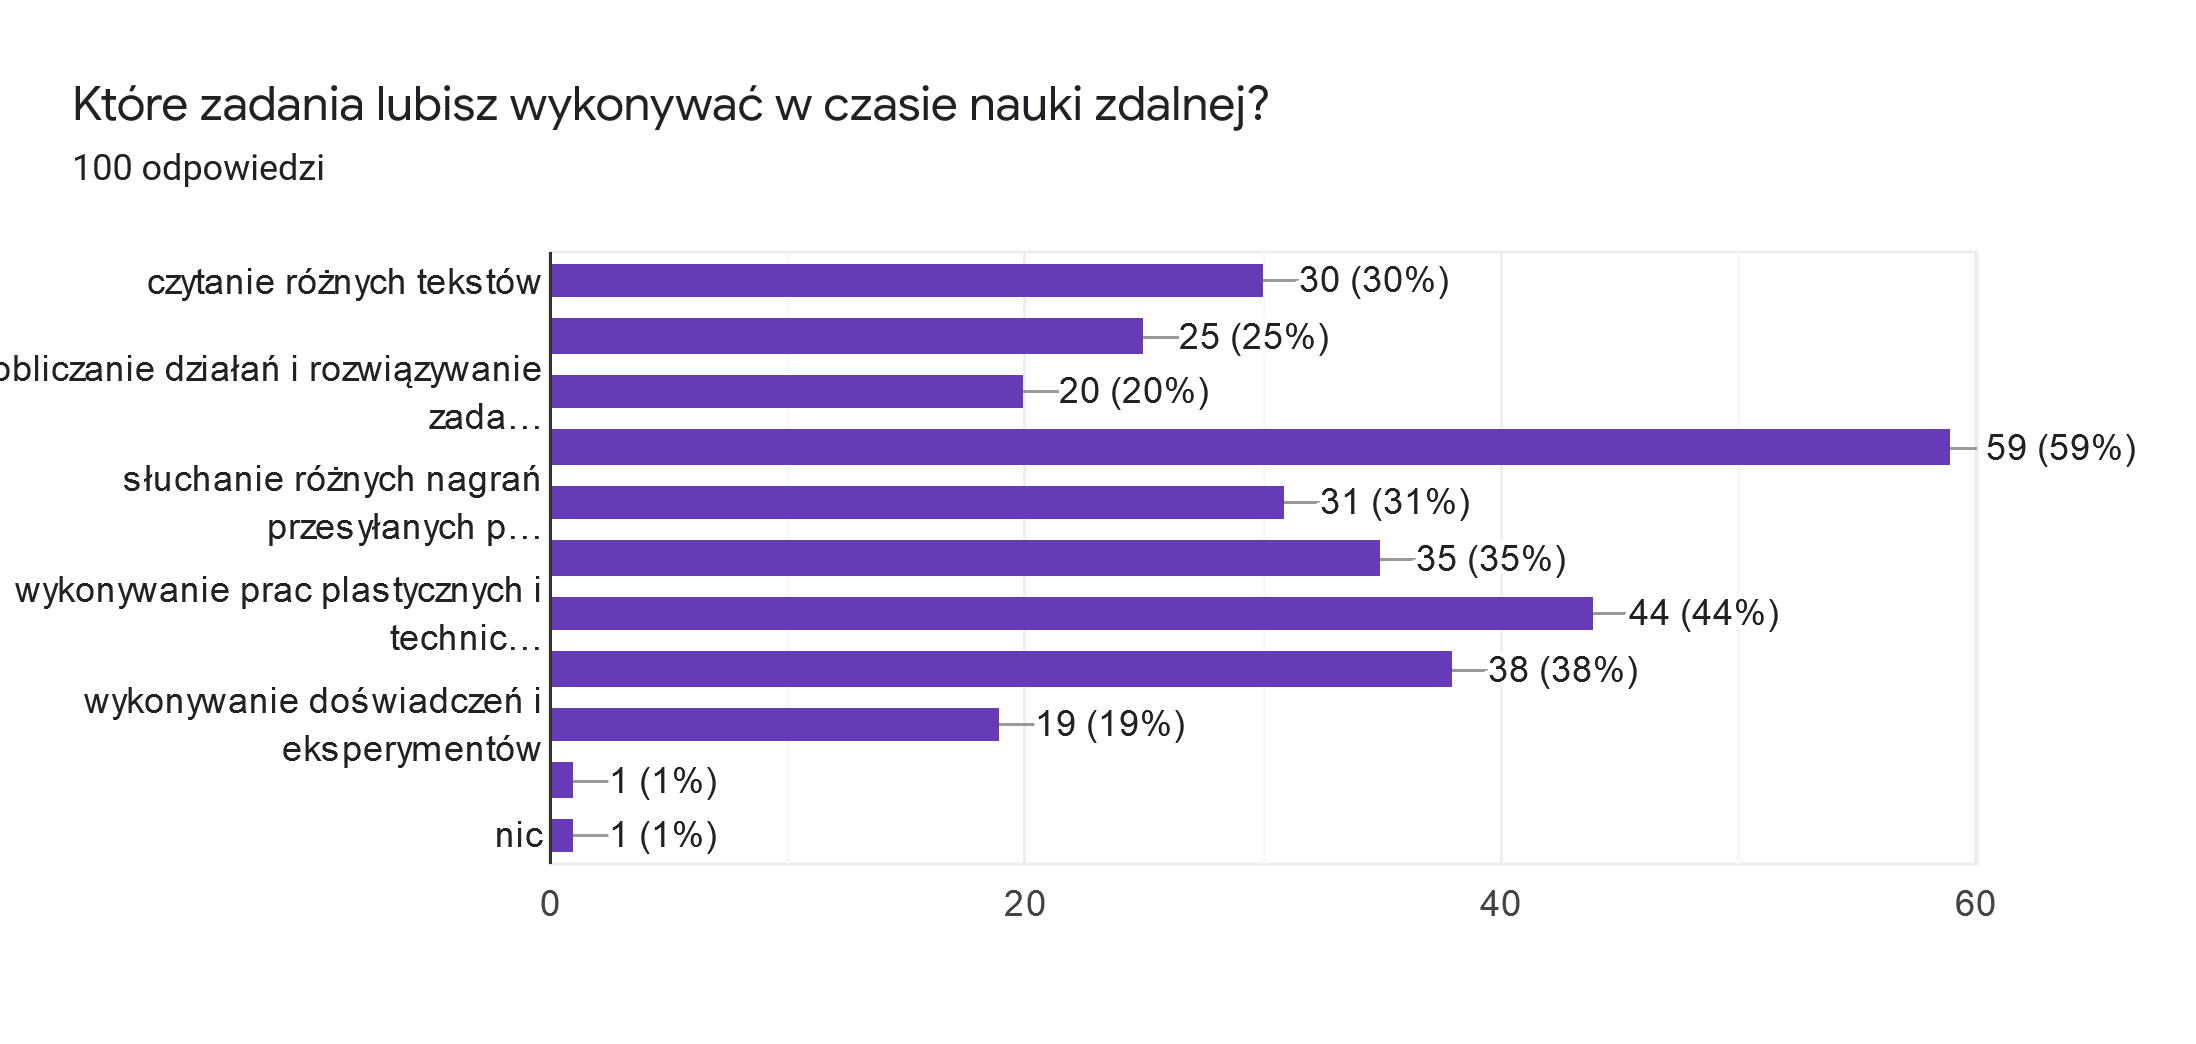 Które zadania lubisz wykonywać w czasie nauki zdalnej?
100 odpowiedzi
czytanie różnych tekstów
30 (30%)
25 (25%)
obliczanie działań i rozwiązywanie
zada…
20 (20%)
59 (59%)
słuchanie różnych nagrań
przesyłanych p…
31 (31%)
35 (35%)
wykonywanie prac plastycznych i
technic…
44 (44%)
38 (38%)
wykonywanie doświadczeń i
eksperymentów
19 (19%)
1 (1%)
nic
1 (1%)
0 20 40 60